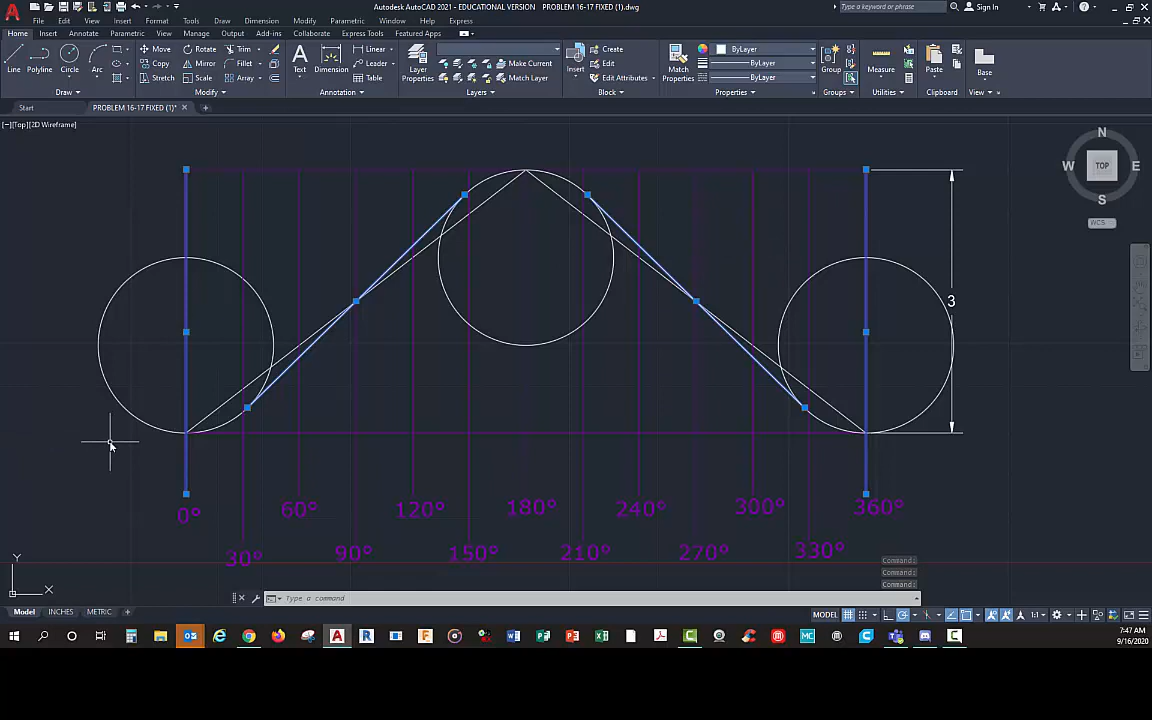 Autodesk AutoCAD 2021 - EDUCATIONAL VERSION PROBLEM 16-17 FIXED (1).dwg
Type a keyword or phrase
Sign In
File Edit View Insert Format Tools Draw Dimension Modify Parametric Window Help Express
Home Insert Annotate Parametric View Manage Output Add-ins Collaborate Express Tools Featured Apps
Line Polyline Circle Arc
Move Rotate Trim
Copy Mirror Fillet
Stretch Scale Array
Text Dimension
Linear
Leader
Table
Layer Properties
Make Current
Match Layer
Insert
Create
Edit
Edit Attributes
Match Properties
ByLayer
ByLayer
ByLayer
Group
Measure
Paste
Base
Draw Modify Annotation Layers Block Properties Groups Utilities Clipboard View
Start
PROBLEM 16-17 FIXED (1)*
[−][Top][2D Wireframe]
N
W TOP E
S
WCS
3
0° 60° 120° 180° 240° 300° 360°
30° 90° 150° 210° 270° 330°
Command:
Command:
Command:
Y
X
Type a command
Model INCHES METRIC
MODEL
1:1
7:47 AM
9/16/2020